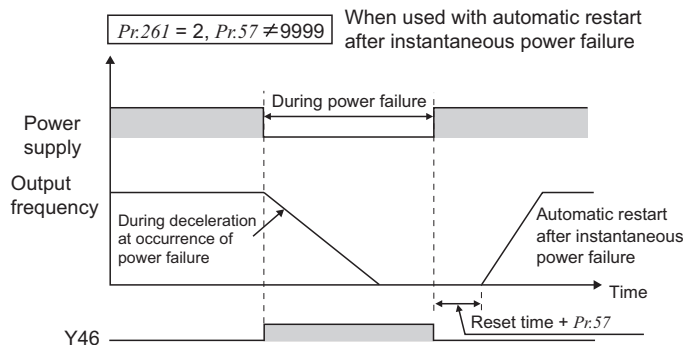 Pr.261 = 2, Pr.57 ≠9999
When used with automatic restart
after instantaneous power failure
During power failure
Power
supply
Output
frequency
During deceleration
at occurrence of
power failure
Automatic restart
after instantaneous
power failure
Time
Reset time + Pr.57
Y46